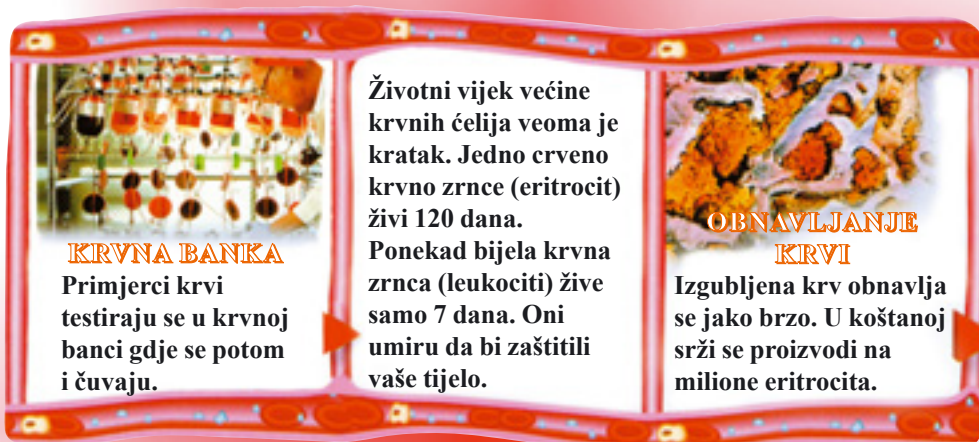 KRVNA BANKA
Primjerci krvi
testiraju se u krvnoj
banci gdje se potom
i čuvaju.
Životni vijek većine
krvnih ćelija veoma je
kratak. Jedno crveno
krvno zrnce (eritrocit)
živi 120 dana.
Ponekad bijela krvna
zrnca (leukociti) žive
samo 7 dana. Oni
umiru da bi zaštitili
vaše tijelo.
OBNAVLJANJE
KRVI
Izgubljena krv obnavlja
se jako brzo. U koštanoj
srži se proizvodi na
milione eritrocita.